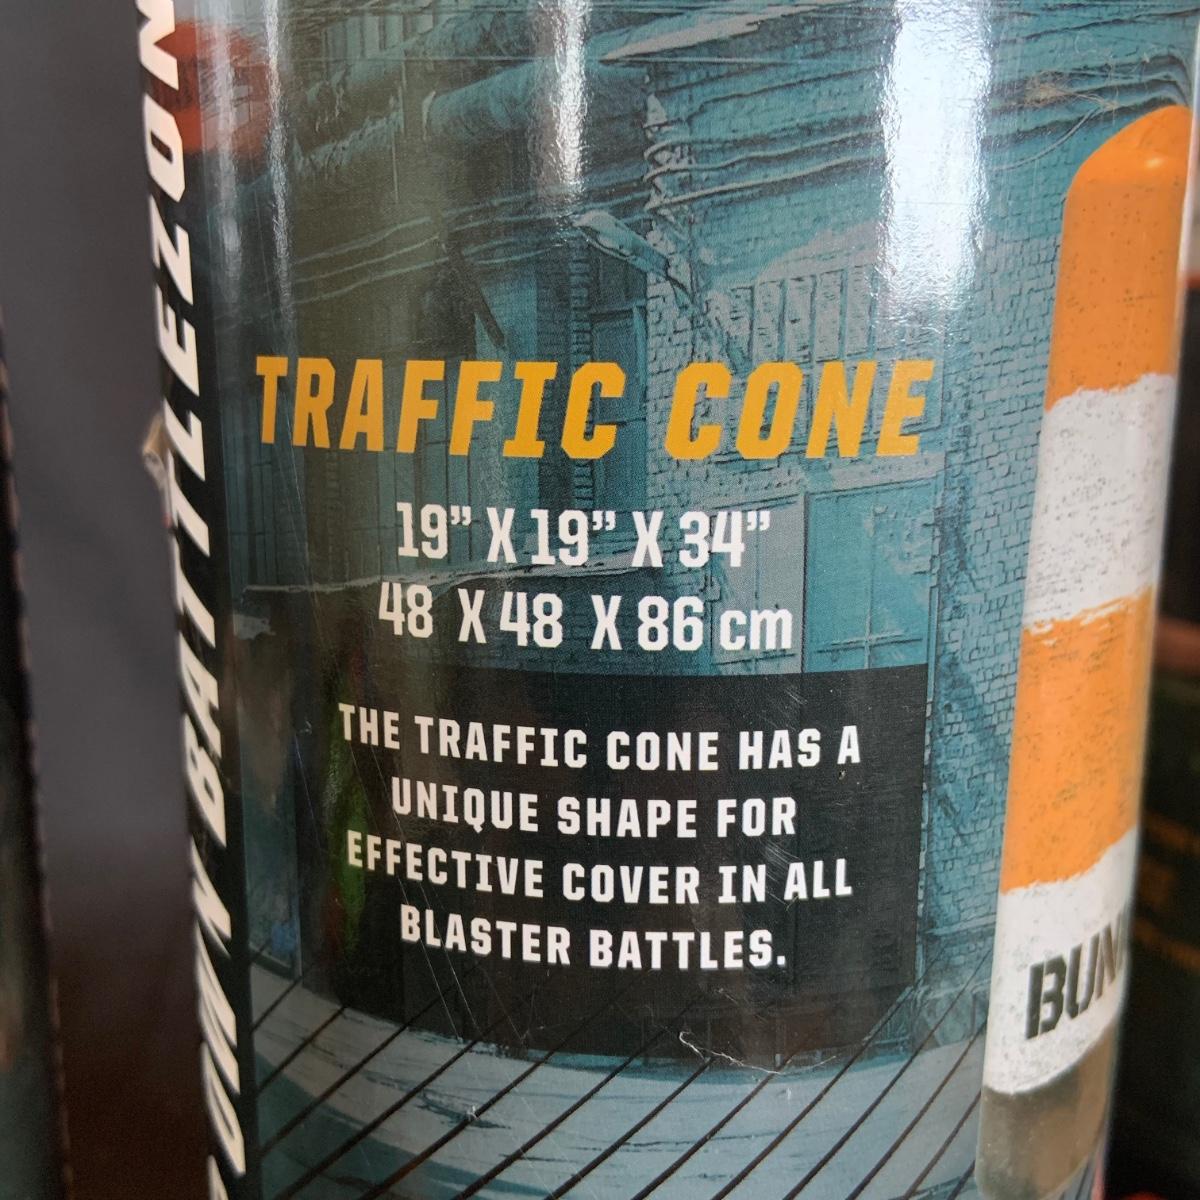 TRAFFIC CONE
19” X 19” X 34”
48 X 48 X 86 cm
THE TRAFFIC CONE HAS A
UNIQUE SHAPE FOR
EFFECTIVE COVER IN ALL
BLASTER BATTLES.